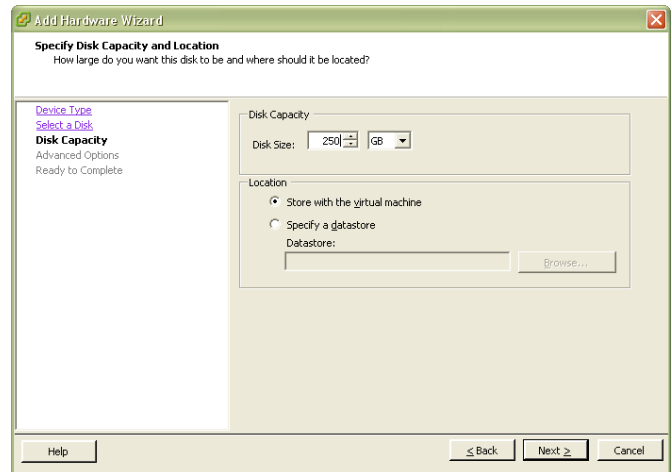 Add Hardware Wizard
Specify Disk Capacity and Location
How large do you want this disk to be and where should it be located?
Device Type
Select a Disk
Disk Capacity
Advanced Options
Ready to Complete
Disk Capacity
Disk Size: 250 GB
Location
Store with the virtual machine
Specify a datastore
Datastore:
Browse...
Help
< Back
Next >
Cancel